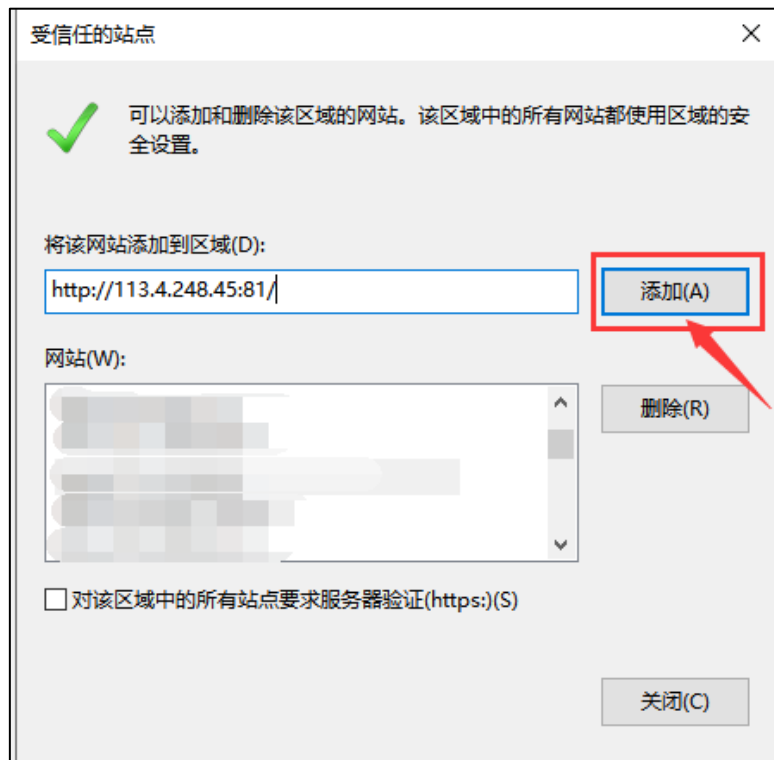 受信任的站点
可以添加和删除该区域的网站。该区域中的所有网站都使用区域的安
全设置。
将该网站添加到区域(D):
http://113.4.248.45:81/
添加(A)
网站(W):
删除(R)
对该区域中的所有站点要求服务器验证(https:)(S)
关闭(C)